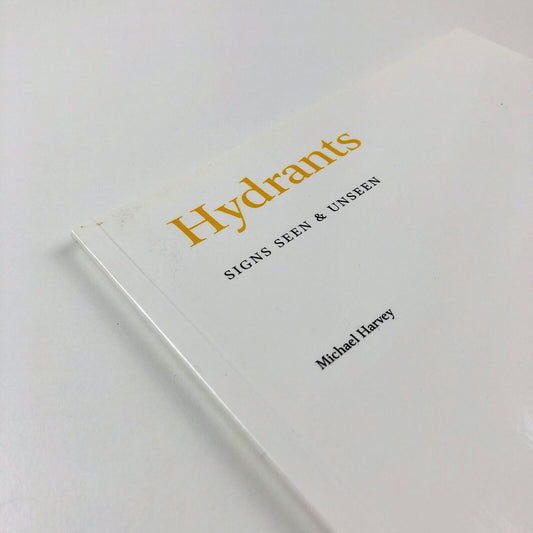 Hydrants
SIGNS SEEN & UNSEEN
Michael Harvey